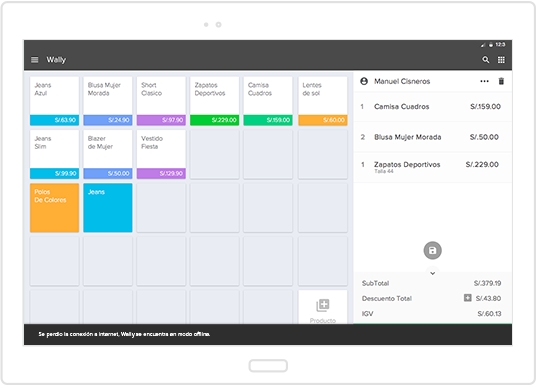 12:3
Wally
Jeans
Azul
S/.63.90
Blusa Mujer
Morada
S/.24.90
Short
Clasico
S/.97.90
Zapatos
Deportivos
S/.229.00
Camisa
Cuadros
S/.159.00
Lentes
de sol
S/.60.00
Jeans
Slim
S/.99.90
Blazer
de Mujer
S/.50.00
Vestido
Fiesta
S/.129.90
Polos
De Colores
Jeans
Producto
Manuel Cisneros
1 Camisa Cuadros S/.159.00
2 Blusa Mujer Morada S/.50.00
1 Zapatos Deportivos S/.229.00
Talla 44
SubTotal S/.379.19
Descuento Total S/.43.80
IGV S/.60.13
Se perdio la conexión a internet, Wally se encuentra en modo offline.